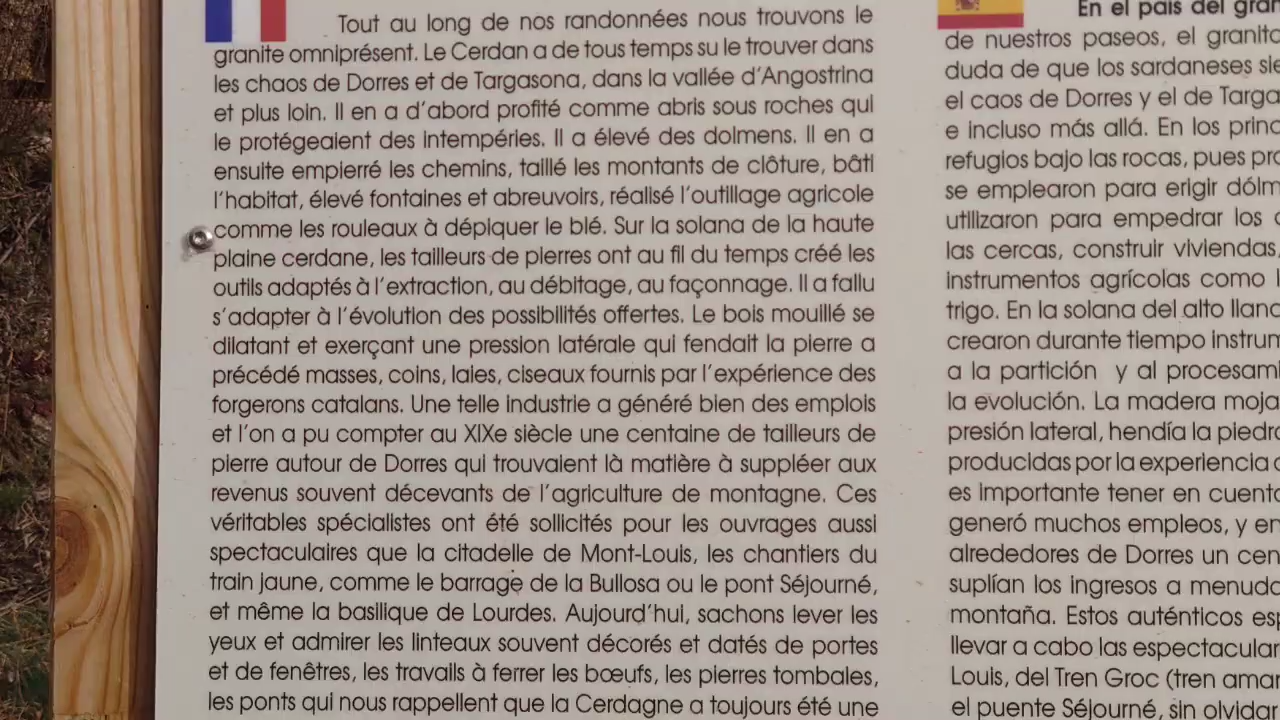 Tout au long de nos randonnées nous trouvons le
granite omniprésent. Le Cerdan a de tous temps su le trouver dans
les chaos de Dorres et de Targasona, dans la vallée d'Angostrina
et plus loin. Il en a d'abord profité comme abris sous roches qui
le protégeaient des intempéries. Il a élevé des dolmens. Il en a
ensuite empierré les chemins, taillé les montants de clôture, bâti
l'habitat, élevé fontaines et abreuvoirs, réalisé l'outillage agricole
comme les rouleaux à dépiquer le blé. Sur la solana de la haute
plaine cerdane, les tailleurs de pierres ont au fil du temps créé les
outils adaptés à l'extraction, au débitage, au façonnage. Il a fallu
s'adapter à l'évolution des possibilités offertes. Le bois mouillé se
dilatant et exerçant une pression latérale qui fendait la pierre a
précédé masses, coins, laies, ciseaux fournis par l'expérience des
forgerons catalans. Une telle industrie a généré bien des emplois
et l'on a pu compter au XIXe siècle une centaine de tailleurs de
pierre autour de Dorres qui trouvaient là matière à suppléer aux
revenus souvent décevants de l'agriculture de montagne. Ces
véritables spécialistes ont été sollicités pour les ouvrages aussi
spectaculaires que la citadelle de Mont-Louis, les chantiers du
train jaune, comme le barrage de la Bullosa ou le pont Séjourné,
et même la basilique de Lourdes. Aujourd'hui, sachons lever les
yeux et admirer les linteaux souvent décorés et datés de portes
et de fenêtres, les travails à ferrer les bœufs, les pierres tombales,
les ponts qui nous rappellent que la Cerdagne a toujours été une
En el país del gran
de nuestros paseos, el granito
duda de que los sardaneses sie
el caos de Dorres y el de Targa
e incluso más allá. En los princ
refugios bajo las rocas, pues pro
se emplearon para erigir dólm
utilizaron para empedrar los
las cercas, construir viviendas,
instrumentos agrícolas como l
trigo. En la solana del alto llano
crearon durante tiempo instrum
a la partición y al procesami
la evolución. La madera moja
presión lateral, hendía la piedra
producidas por la experiencia
es importante tener en cuenta
generó muchos empleos, y en
alrededores de Dorres un cen
suplían los ingresos a menudo
montaña. Estos auténticos esp
llevar a cabo las espectacular
Louis, del Tren Groc (tren amar
el puente Séjourné, sin olvidar